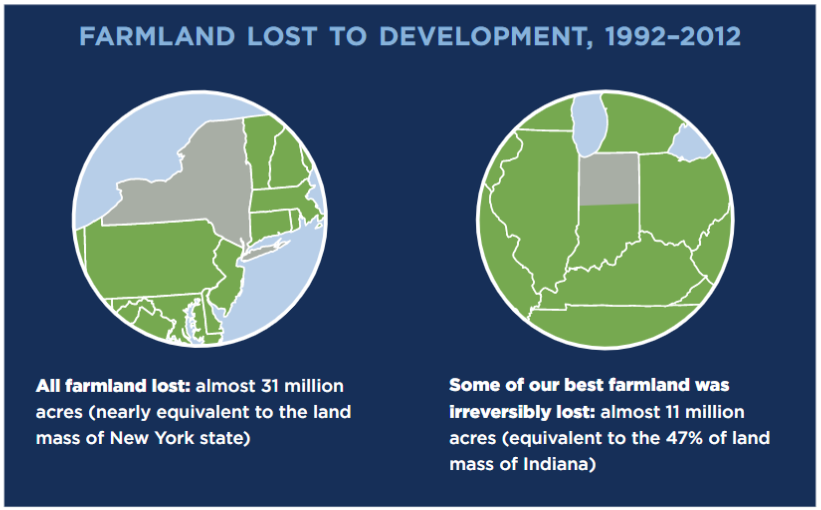 FARMLAND LOST TO DEVELOPMENT, 1992–2012
All farmland lost: almost 31 million
acres (nearly equivalent to the land
mass of New York state)
Some of our best farmland was
irreversibly lost: almost 11 million
acres (equivalent to the 47% of land
mass of Indiana)